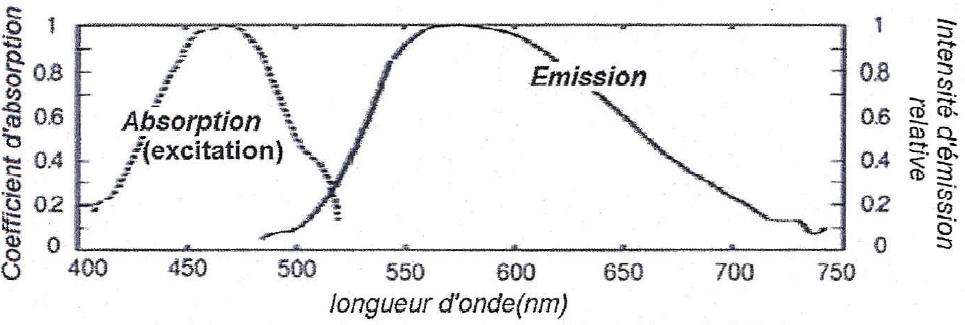 Coefficient d'absorption
1
0.8
0.6
0.4
0.2
0
Absorption
(excitation)
Emission
1
0.8
0.6
0.4
0.2
0
Intensité d'émission
relative
400 450 500 550 600 650 700 750
longueur d'onde(nm)